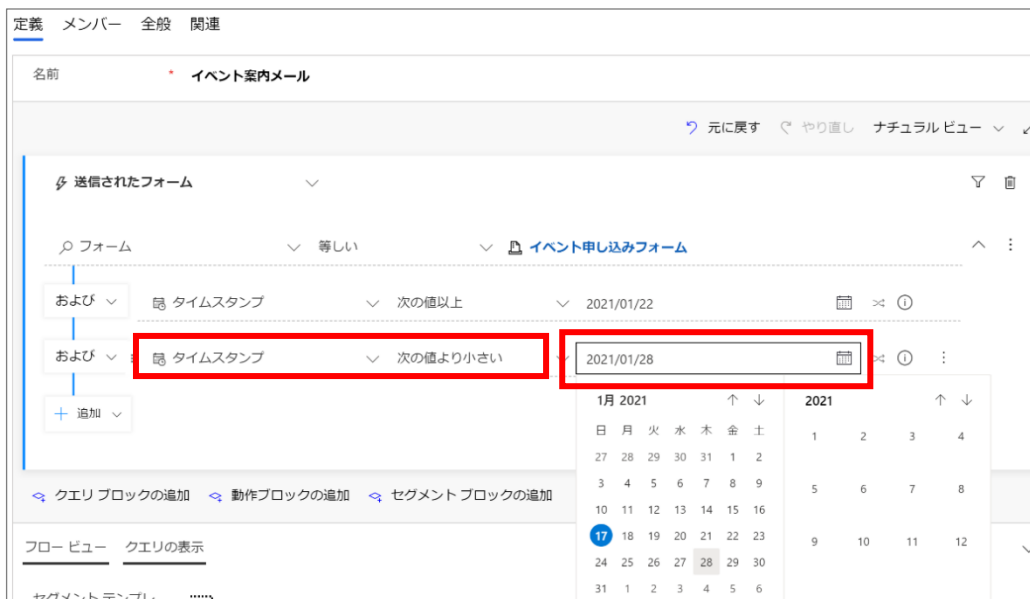 定義 メンバー 全般 関連
名前 * イベント案内メール
元に戻す やり直し ナチュラル ビュー
送信されたフォーム
フォーム 等しい イベント申し込みフォーム
および タイムスタンプ 次の値以上 2021/01/22
および タイムスタンプ 次の値より小さい 2021/01/28
追加
1月 2021 2021
日 月 火 水 木 金 土
27 28 29 30 31 1 2
3 4 5 6 7 8 9
10 11 12 13 14 15 16
17 18 19 20 21 22 23
24 25 26 27 28 29 30
31 1 2 3 4 5 6
1 2 3 4
5 6 7 8
9 10 11 12
クエリ ブロックの追加 動作ブロックの追加 セグメント ブロックの追加
フロー ビュー クエリの表示
セグメント テンプレ